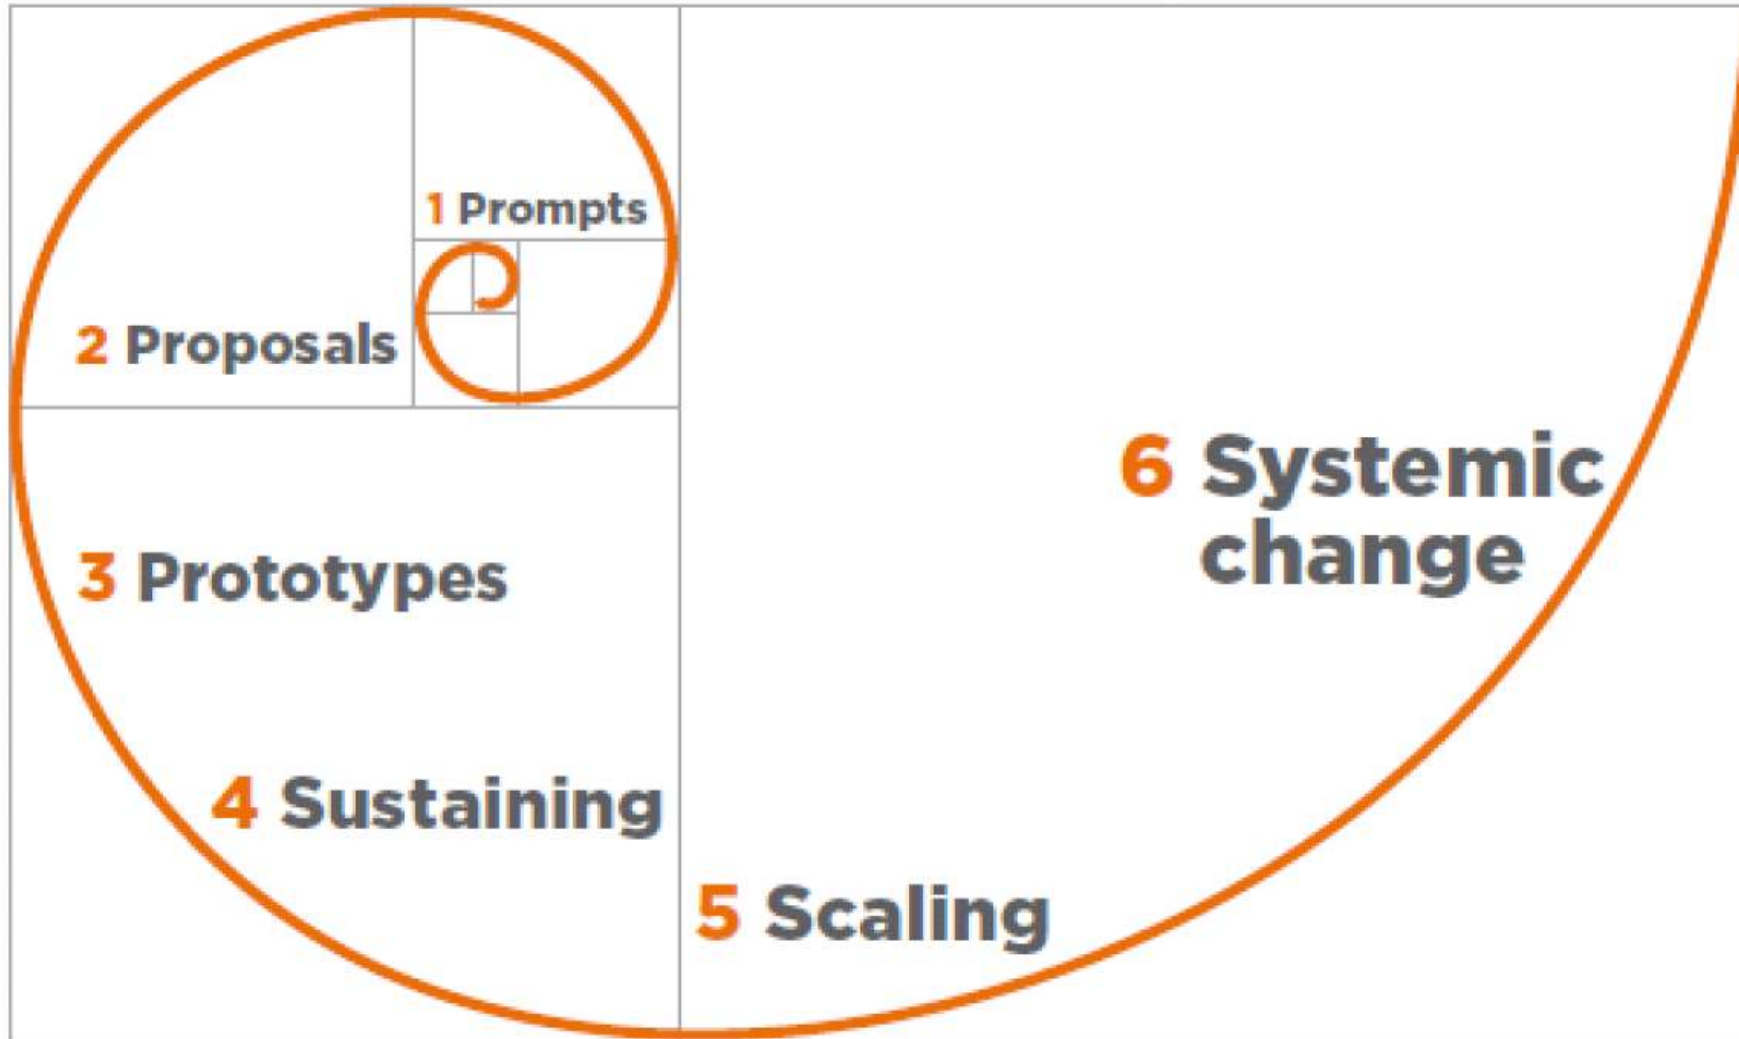 1 Prompts
2 Proposals
3 Prototypes
4 Sustaining
5 Scaling
6 Systemic
change